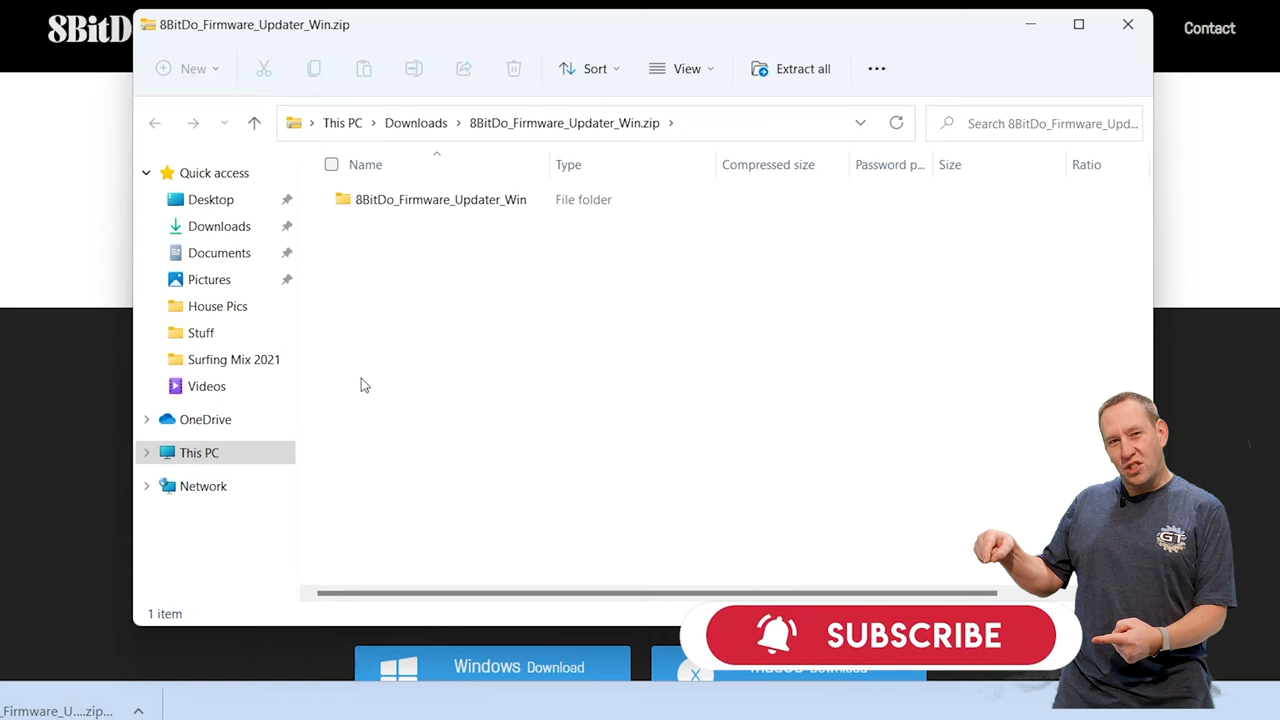 8BitD
Contact
8BitDo_Firmware_Updater_Win.zip
New
Sort
View
Extract all
This PC
Downloads
8BitDo_Firmware_Updater_Win.zip
Search 8BitDo_Firmware_Upd...
Name
Type
Compressed size
Password p...
Size
Ratio
8BitDo_Firmware_Updater_Win
File folder
Quick access
Desktop
Downloads
Documents
Pictures
House Pics
Stuff
Surfing Mix 2021
Videos
OneDrive
This PC
Network
1 item
GT
SUBSCRIBE
Windows Download
_Firmware_U....zip...